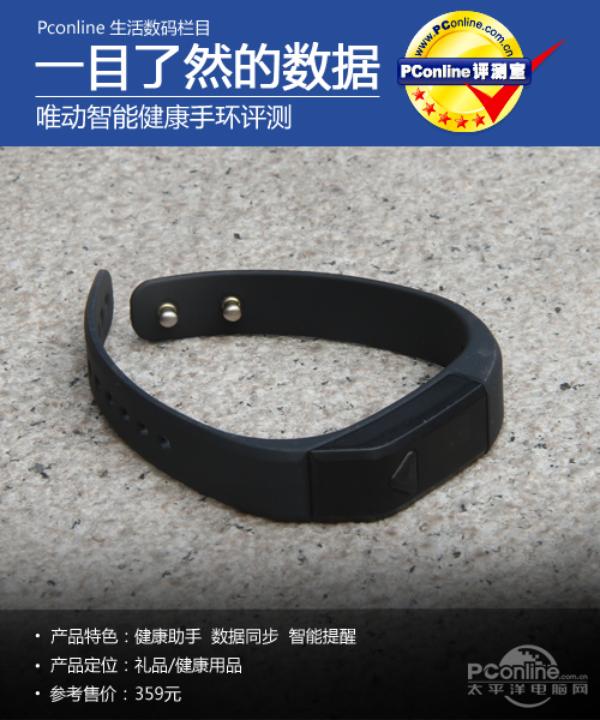 Pconline 生活数码栏目
一目了然的数据
唯动智能健康手环评测
www.PConline.com.cn
PConline评测室
• 产品特色：健康助手 数据同步 智能提醒
• 产品定位：礼品/健康用品
• 参考售价：359元
PConline.com.cn
太平洋电脑网